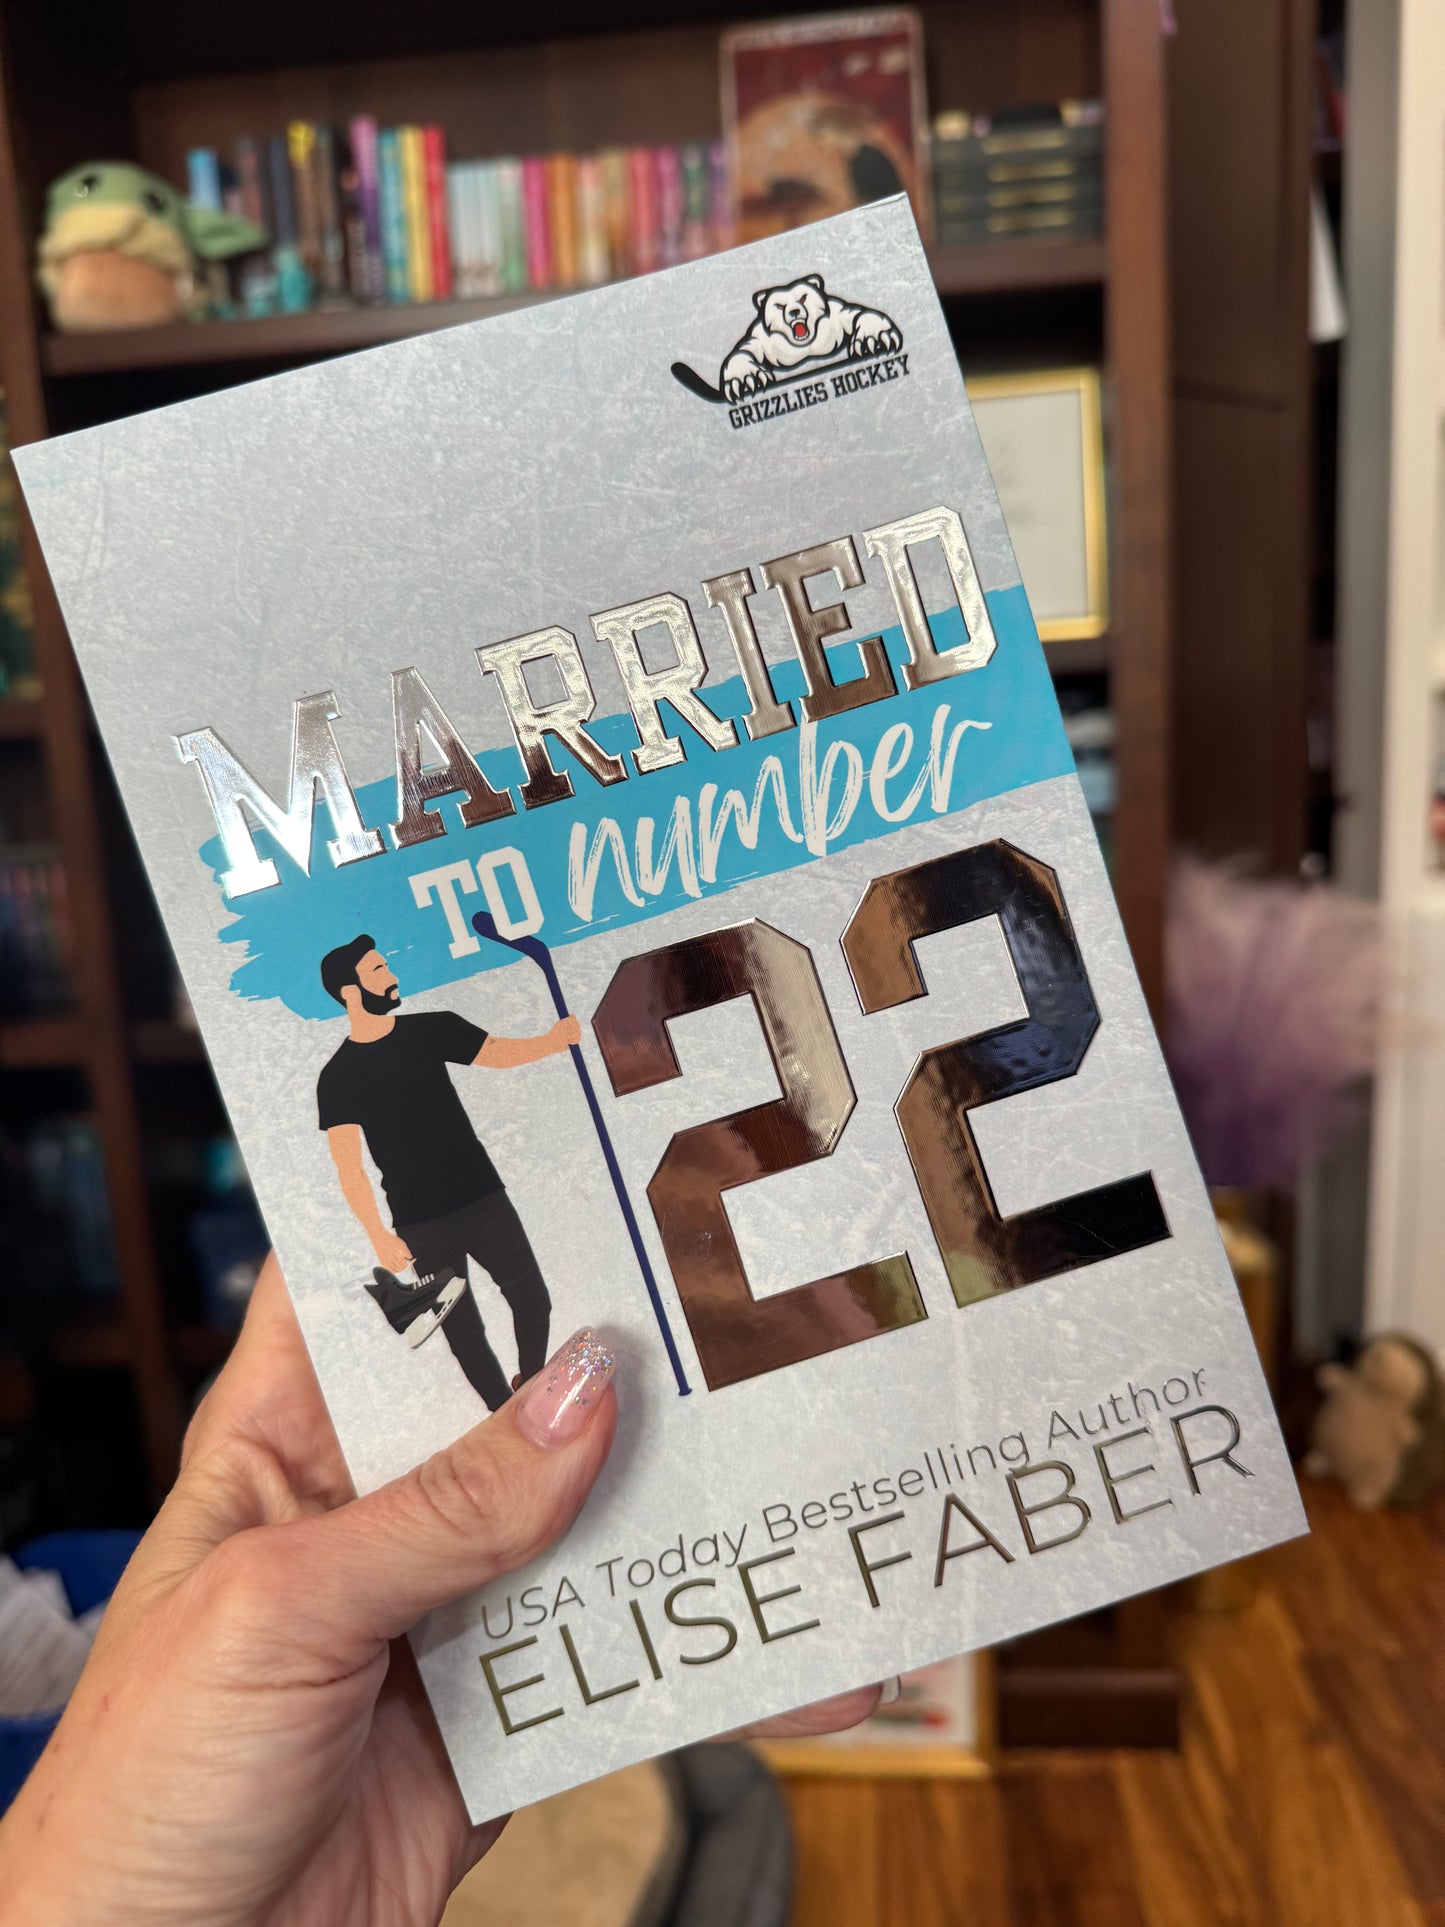 GRIZZLIES HOCKEY
MARRIED
TO number
22
USA Today Bestselling Author
ELISE FABER